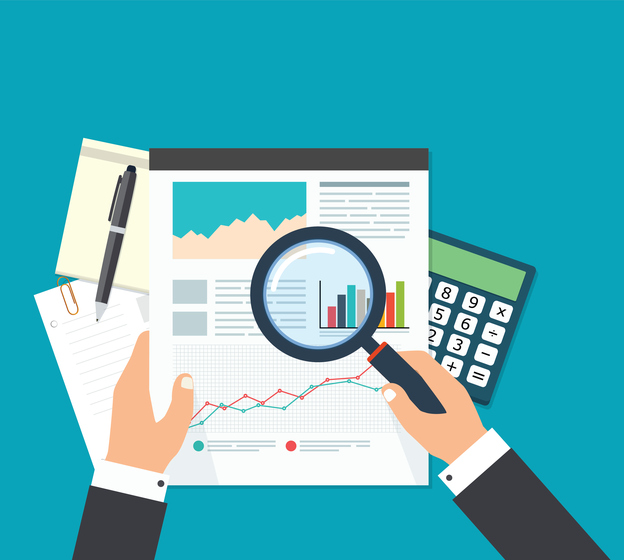 8 9 ×
5 6 ÷
2 3 −
+ =